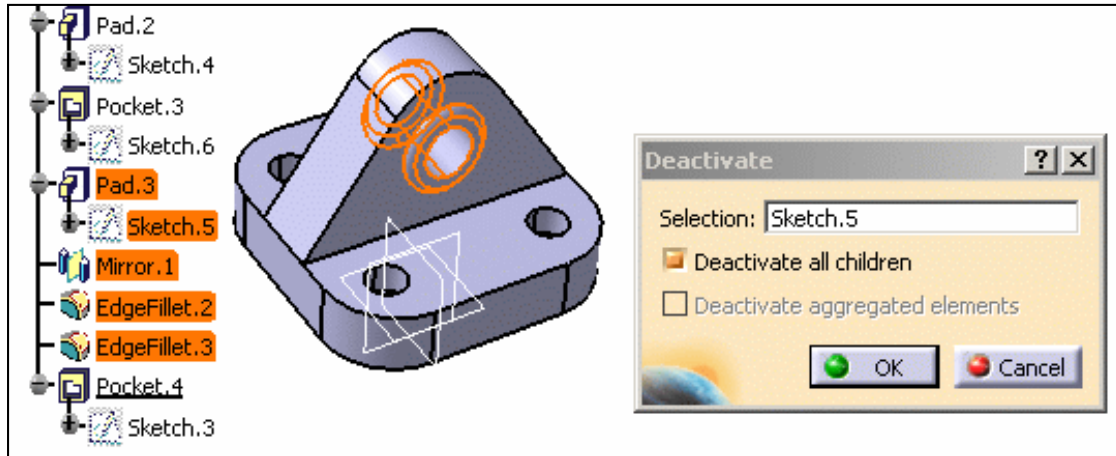 Pad.2
Sketch.4
Pocket.3
Sketch.6
Pad.3
Sketch.5
Mirror.1
EdgeFillet.2
EdgeFillet.3
Pocket.4
Sketch.3
Deactivate ? X
Selection: Sketch.5
Deactivate all children
Deactivate aggregated elements
OK Cancel